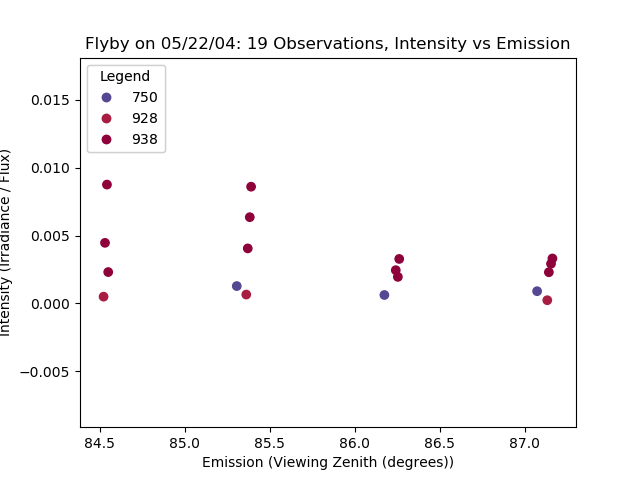 Flyby on 05/22/04: 19 Observations, Intensity vs Emission
Legend
750
928
938
0.015
0.010
0.005
0.000
−0.005
Intensity (Irradiance / Flux)
84.5 85.0 85.5 86.0 86.5 87.0
Emission (Viewing Zenith (degrees))